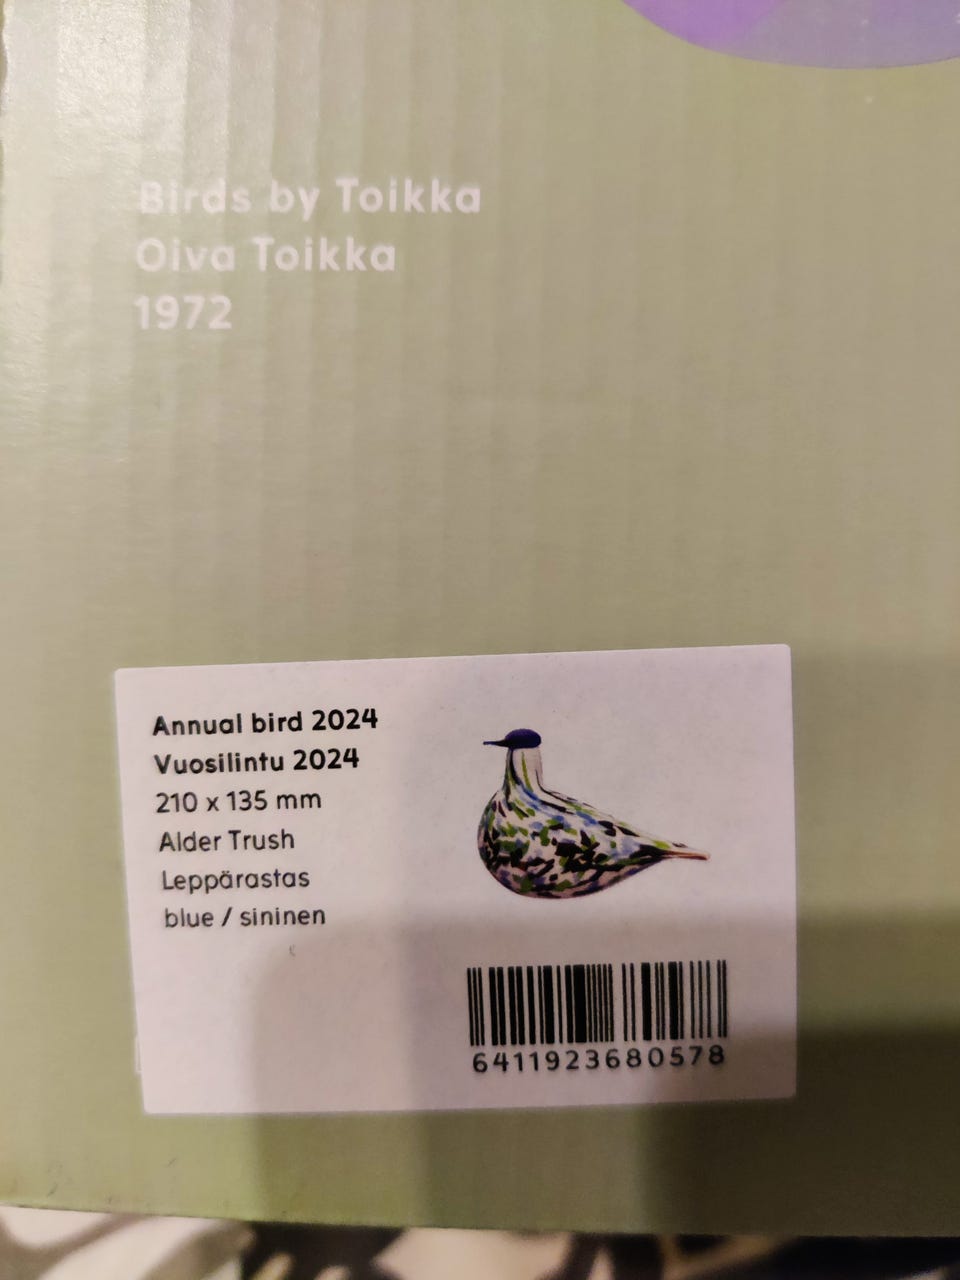 Birds by Toikka
Oiva Toikka
1972
Annual bird 2024
Vuosilintu 2024
210 x 135 mm
Alder Trush
Leppärastas
blue / sininen
6411923680578